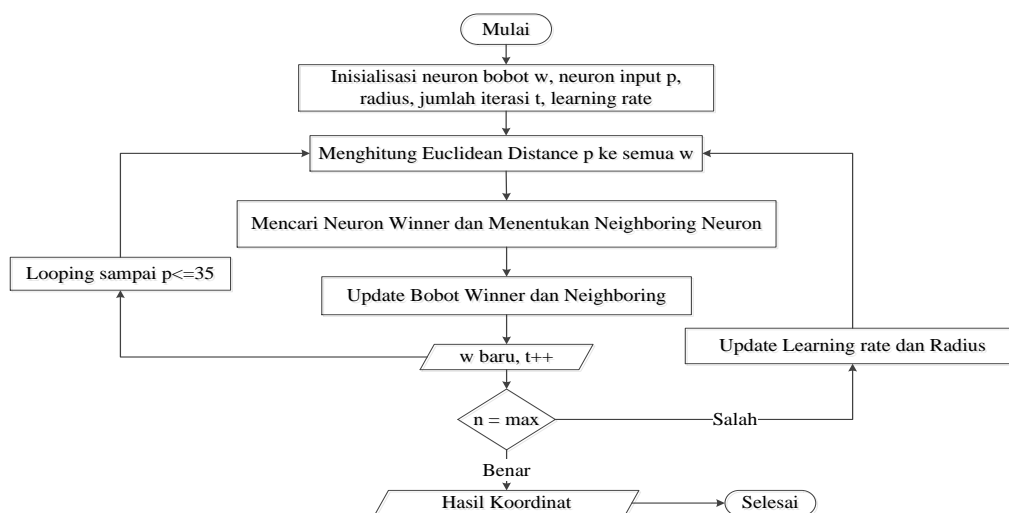 Mulai
Inisialisasi neuron bobot w, neuron input p,
radius, jumlah iterasi t, learning rate
Menghitung Euclidean Distance p ke semua w
Mencari Neuron Winner dan Menentukan Neighboring Neuron
Looping sampai p<=35
Update Bobot Winner dan Neighboring
w baru, t++
Update Learning rate dan Radius
n = max
Salah
Benar
Hasil Koordinat
Selesai